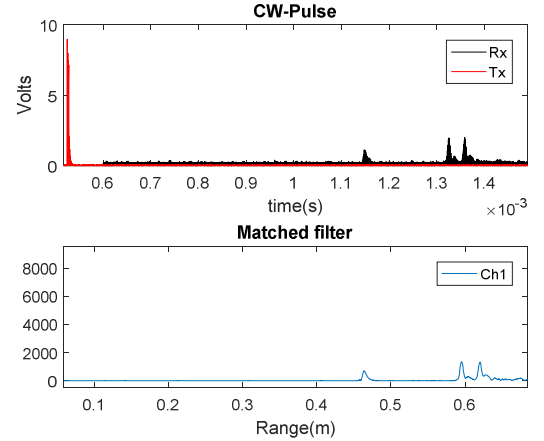 CW-Pulse
10
5
0
Volts
Rx
Tx
0.6 0.7 0.8 0.9 1 1.1 1.2 1.3 1.4
time(s)
×10-3
Matched filter
8000
6000
4000
2000
0
Ch1
0.1 0.2 0.3 0.4 0.5 0.6
Range(m)